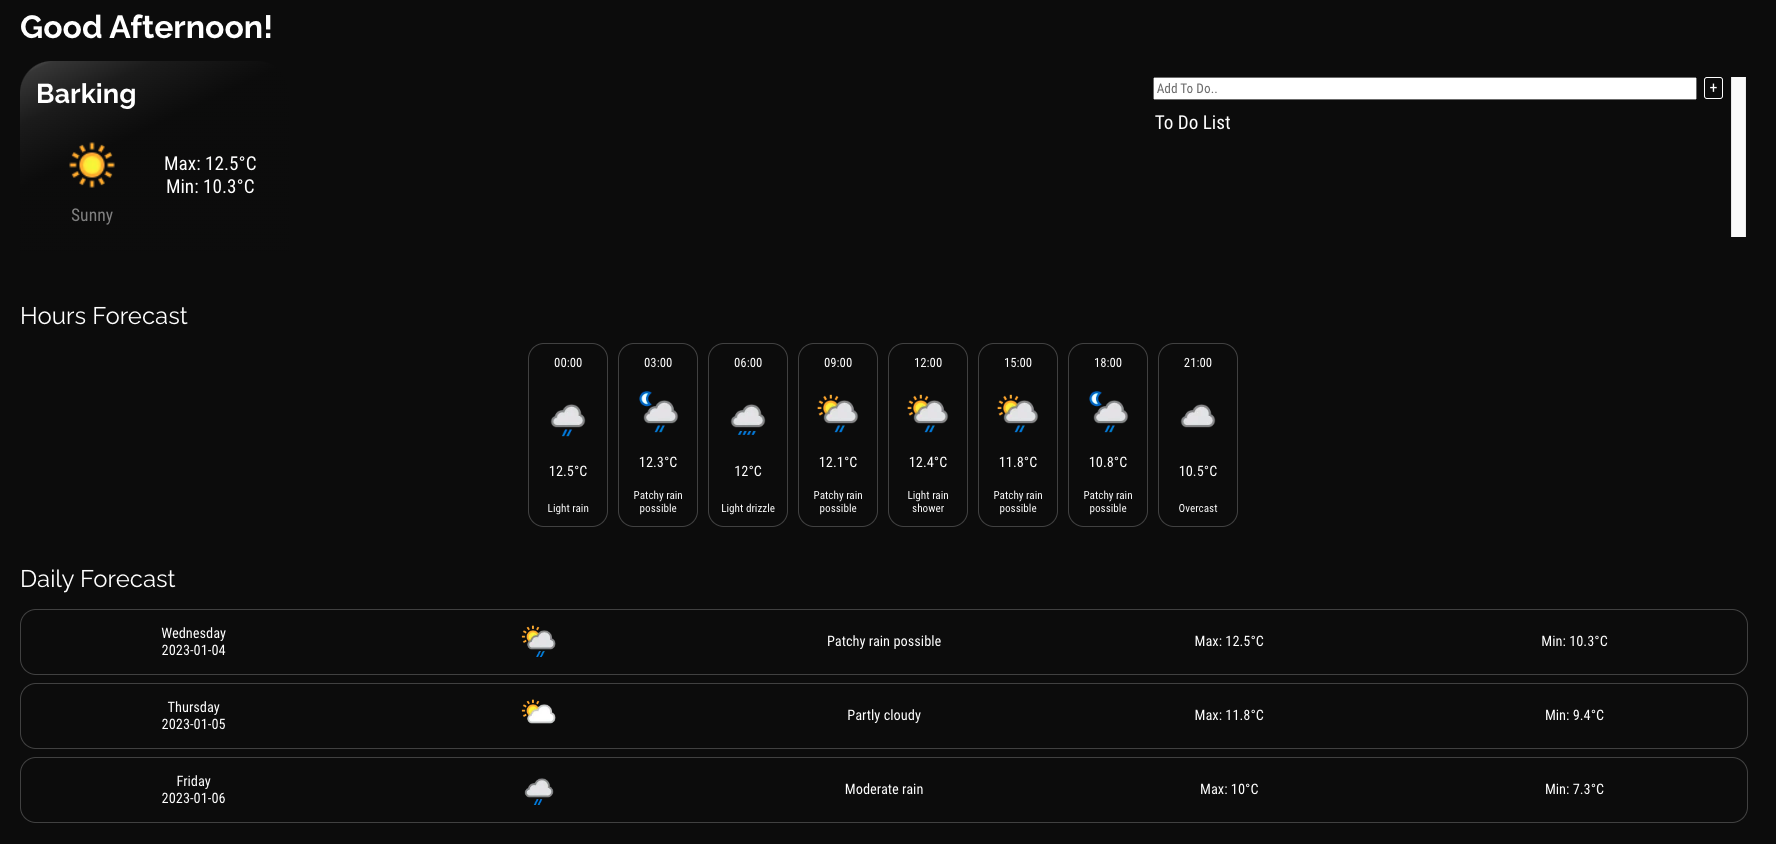 Good Afternoon!
Barking
Max: 12.5°C
Min: 10.3°C
Sunny
Add To Do..
+
To Do List
Hours Forecast
00:00
12.5°C
Light rain
03:00
12.3°C
Patchy rain
possible
06:00
12°C
Light drizzle
09:00
12.1°C
Patchy rain
possible
12:00
12.4°C
Light rain
shower
15:00
11.8°C
Patchy rain
possible
18:00
10.8°C
Patchy rain
possible
21:00
10.5°C
Overcast
Daily Forecast
Wednesday
2023-01-04
Patchy rain possible
Max: 12.5°C
Min: 10.3°C
Thursday
2023-01-05
Partly cloudy
Max: 11.8°C
Min: 9.4°C
Friday
2023-01-06
Moderate rain
Max: 10°C
Min: 7.3°C